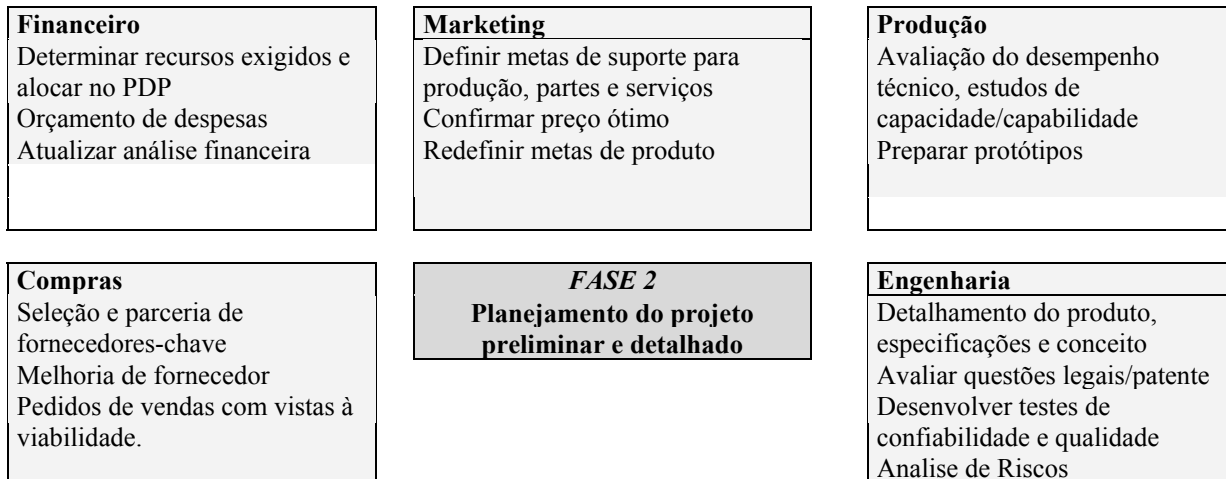 Financeiro
Determinar recursos exigidos e
alocar no PDP
Orçamento de despesas
Atualizar análise financeira
Marketing
Definir metas de suporte para
produção, partes e serviços
Confirmar preço ótimo
Redefinir metas de produto
Produção
Avaliação do desempenho
técnico, estudos de
capacidade/capabilidade
Preparar protótipos
Compras
Seleção e parceria de
fornecedores-chave
Melhoria de fornecedor
Pedidos de vendas com vistas à
viabilidade.
FASE 2
Planejamento do projeto
preliminar e detalhado
Engenharia
Detalhamento do produto,
especificações e conceito
Avaliar questões legais/patente
Desenvolver testes de
confiabilidade e qualidade
Analise de Riscos